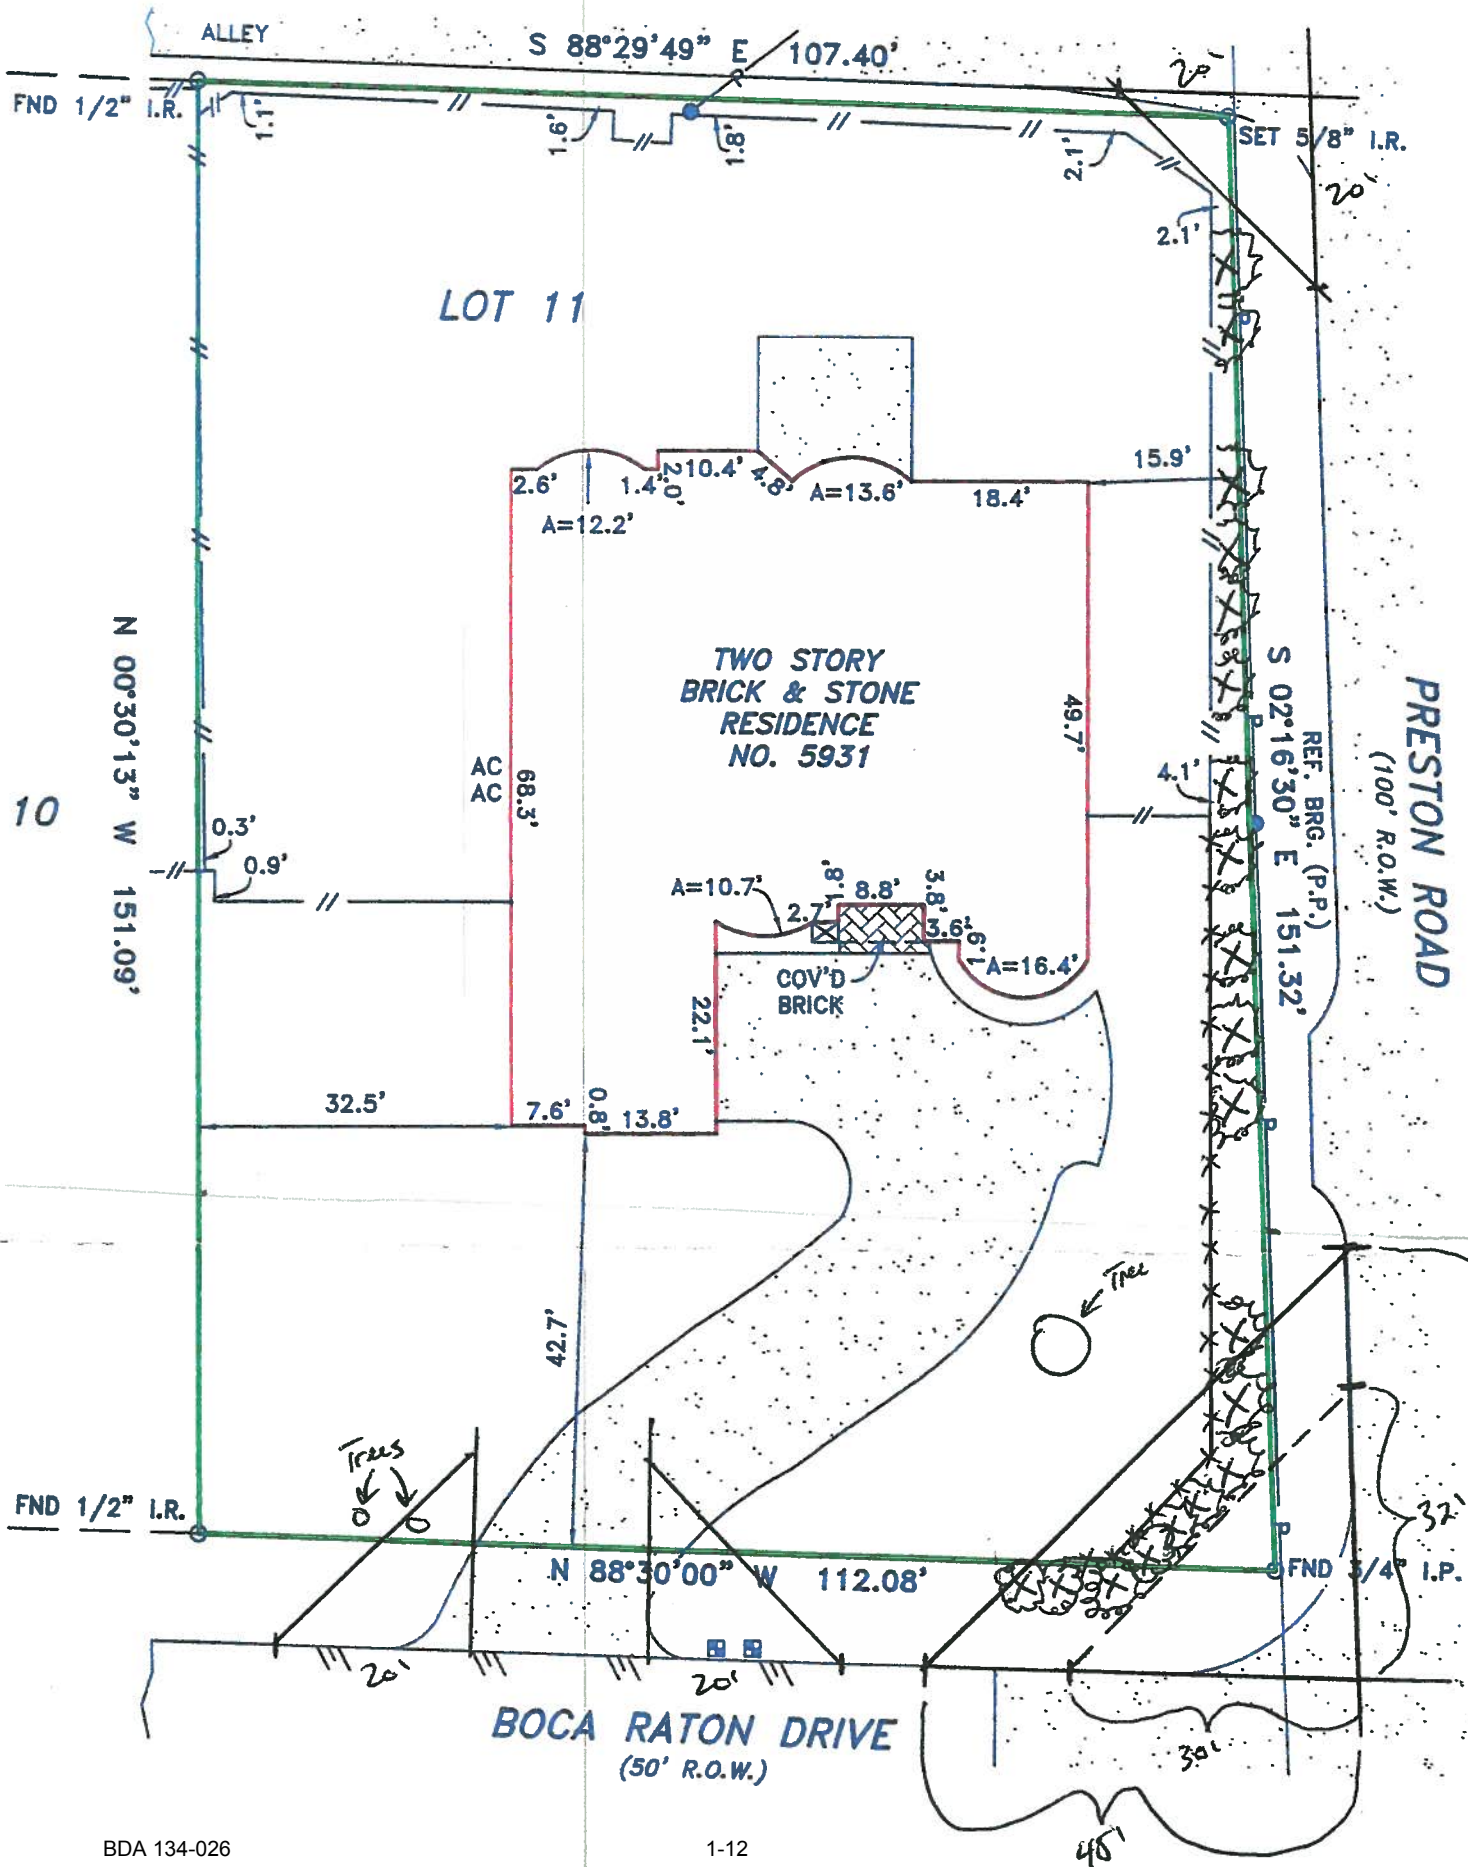 ALLEY
S 88°29'49" E 107.40'
20'
FND 1/2" I.R.
1.1'
1.6'
1.8'
2.1'
SET 5/8" I.R.
20'
2.1'
LOT 11
2.6'
1.4'
2.0'
10.4'
4.8'
A=13.6'
18.4'
15.9'
A=12.2'
TWO STORY
BRICK & STONE
RESIDENCE
NO. 5931
N 00°30'13" W 151.09'
10
AC
AC
68.3'
49.7'
4.1'
S 02°16'30" E 151.32'
REF. BRG. (P.P.)
PRESTON ROAD
(100' R.O.W.)
0.3'
0.9'
A=10.7'
2.7'
8.8'
3.8'
3.6'
1.9'
A=16.4'
COV'D
BRICK
22.1'
32.5'
7.6'
0.8'
13.8'
42.7'
Tree
Trees
FND 1/2" I.R.
N 88°30'00" W 112.08'
FND 3/4" I.P.
32'
20'
20'
BOCA RATON DRIVE
(50' R.O.W.)
30'
45'
BDA 134-026
1-12